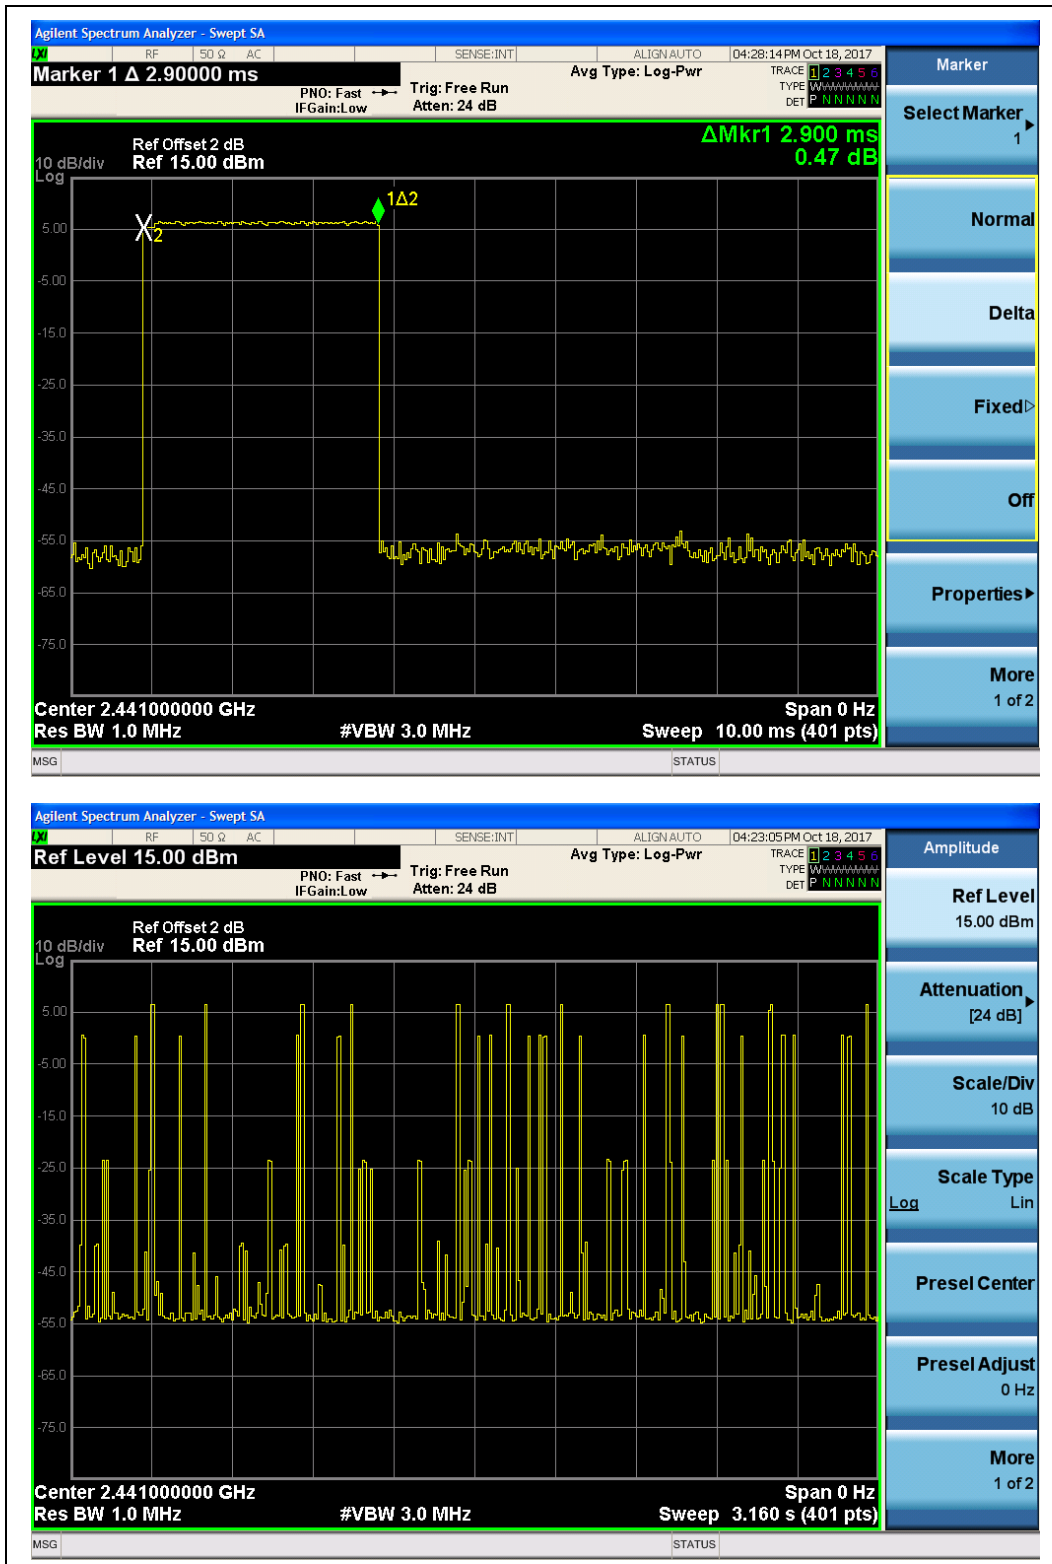 Agilent Spectrum Analyzer - Swept SA
LXI RF 50 Ω AC SENSE:INT ALIGN AUTO 04:28:14 PM Oct 18, 2017
Marker 1 Δ 2.90000 ms
PNO: Fast
IFGain:Low
Trig: Free Run
Atten: 24 dB
Avg Type: Log-Pwr
TRACE 1 2 3 4 5 6
TYPE
DET P N N N N N
Ref Offset 2 dB
10 dB/div Ref 15.00 dBm
Log
ΔMkr1 2.900 ms
0.47 dB
1Δ2
X2
5.00
-5.00
-15.0
-25.0
-35.0
-45.0
-55.0
-65.0
-75.0
Center 2.441000000 GHz Span 0 Hz
Res BW 1.0 MHz #VBW 3.0 MHz Sweep 10.00 ms (401 pts)
MSG STATUS
Marker
Select Marker
1
Normal
Delta
Fixed
Off
Properties
More
1 of 2
Agilent Spectrum Analyzer - Swept SA
LXI RF 50 Ω AC SENSE:INT ALIGN AUTO 04:23:05 PM Oct 18, 2017
Ref Level 15.00 dBm
PNO: Fast
IFGain:Low
Trig: Free Run
Atten: 24 dB
Avg Type: Log-Pwr
TRACE 1 2 3 4 5 6
TYPE
DET P N N N N N
Ref Offset 2 dB
10 dB/div Ref 15.00 dBm
Log
5.00
-5.00
-15.0
-25.0
-35.0
-45.0
-55.0
-65.0
-75.0
Center 2.441000000 GHz Span 0 Hz
Res BW 1.0 MHz #VBW 3.0 MHz Sweep 3.160 s (401 pts)
MSG STATUS
Amplitude
Ref Level
15.00 dBm
Attenuation
[24 dB]
Scale/Div
10 dB
Scale Type
Log Lin
Presel Center
Presel Adjust
0 Hz
More
1 of 2